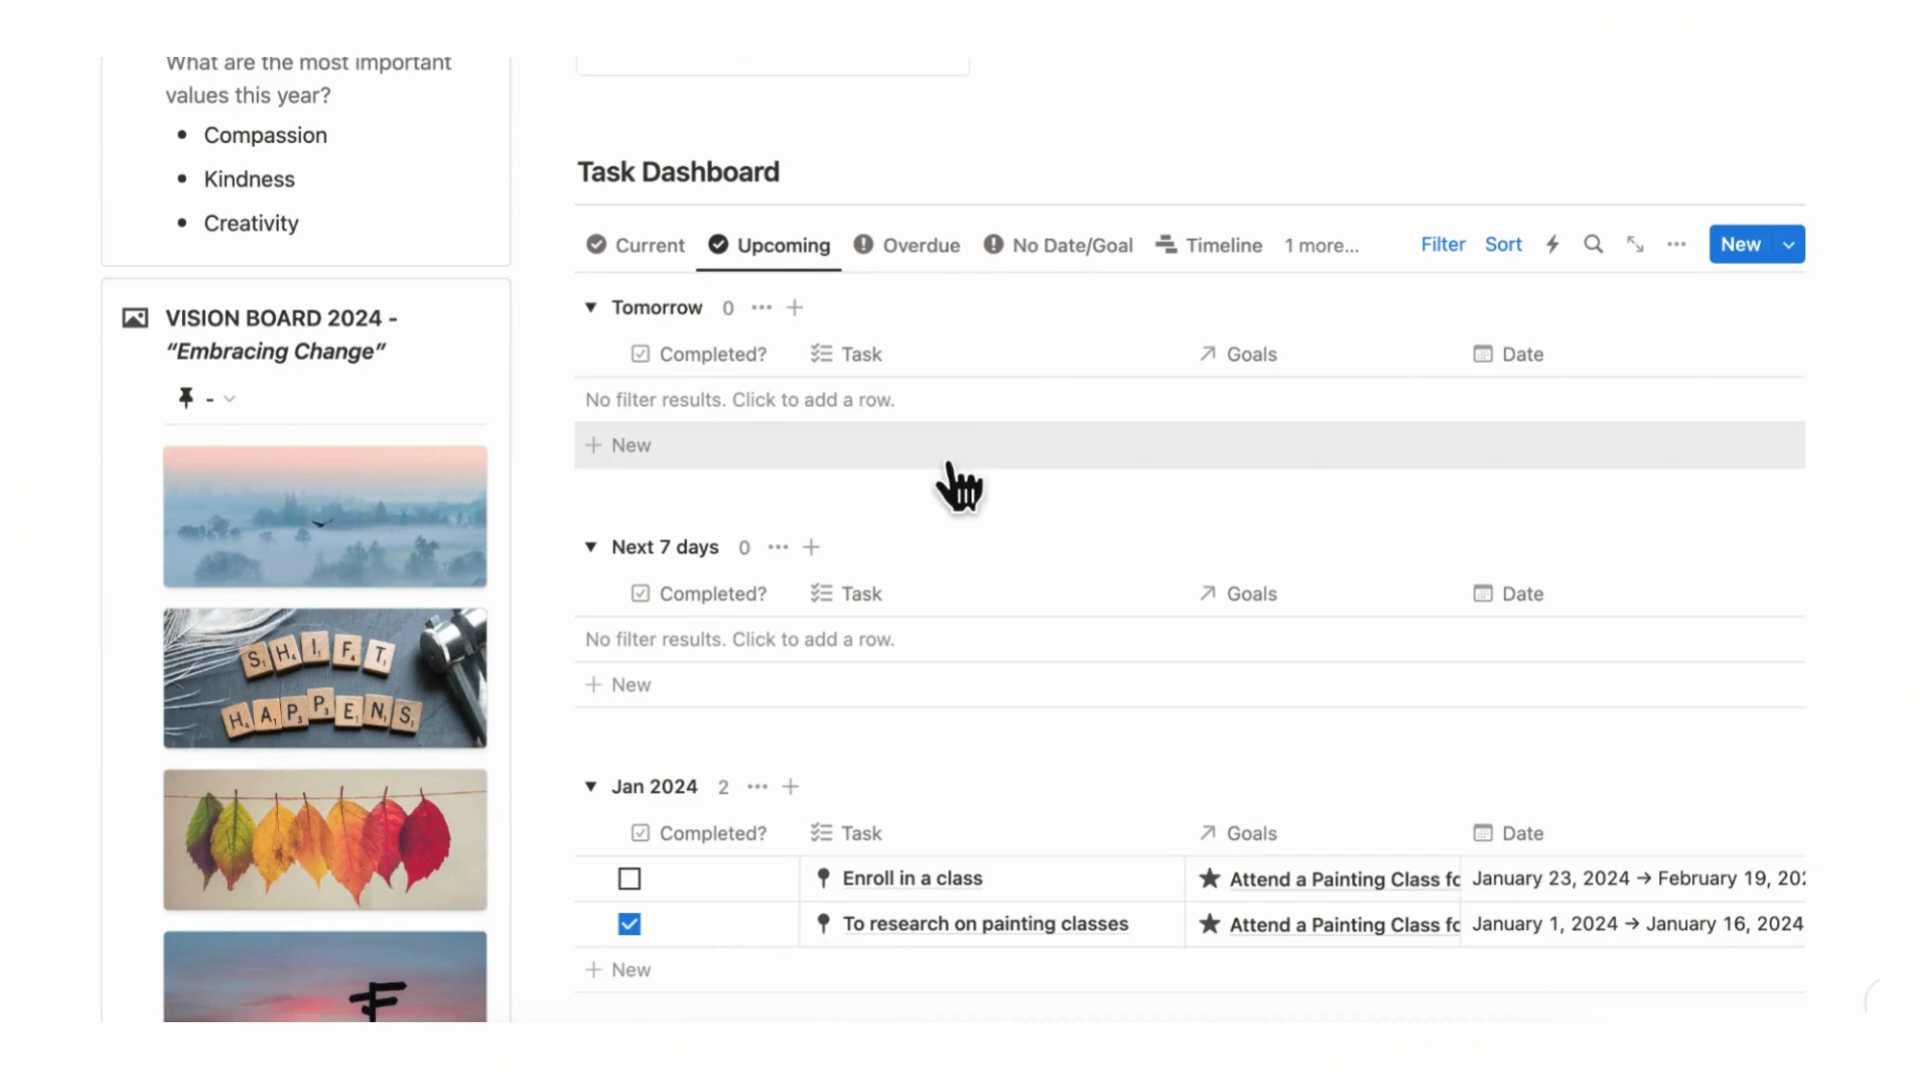 What are the most important
values this year?
Compassion
Kindness
Creativity
VISION BOARD 2024 -
“Embracing Change”
-
SHIFT
HAPPENS
Task Dashboard
Current Upcoming Overdue No Date/Goal Timeline 1 more... Filter Sort New
Tomorrow 0
Completed? Task Goals Date
No filter results. Click to add a row.
New
Next 7 days 0
Completed? Task Goals Date
No filter results. Click to add a row.
New
Jan 2024 2
Completed? Task Goals Date
Enroll in a class Attend a Painting Class January 23, 2024 → February 19,
To research on painting classes Attend a Painting Class January 1, 2024 → January 16, 2024
New